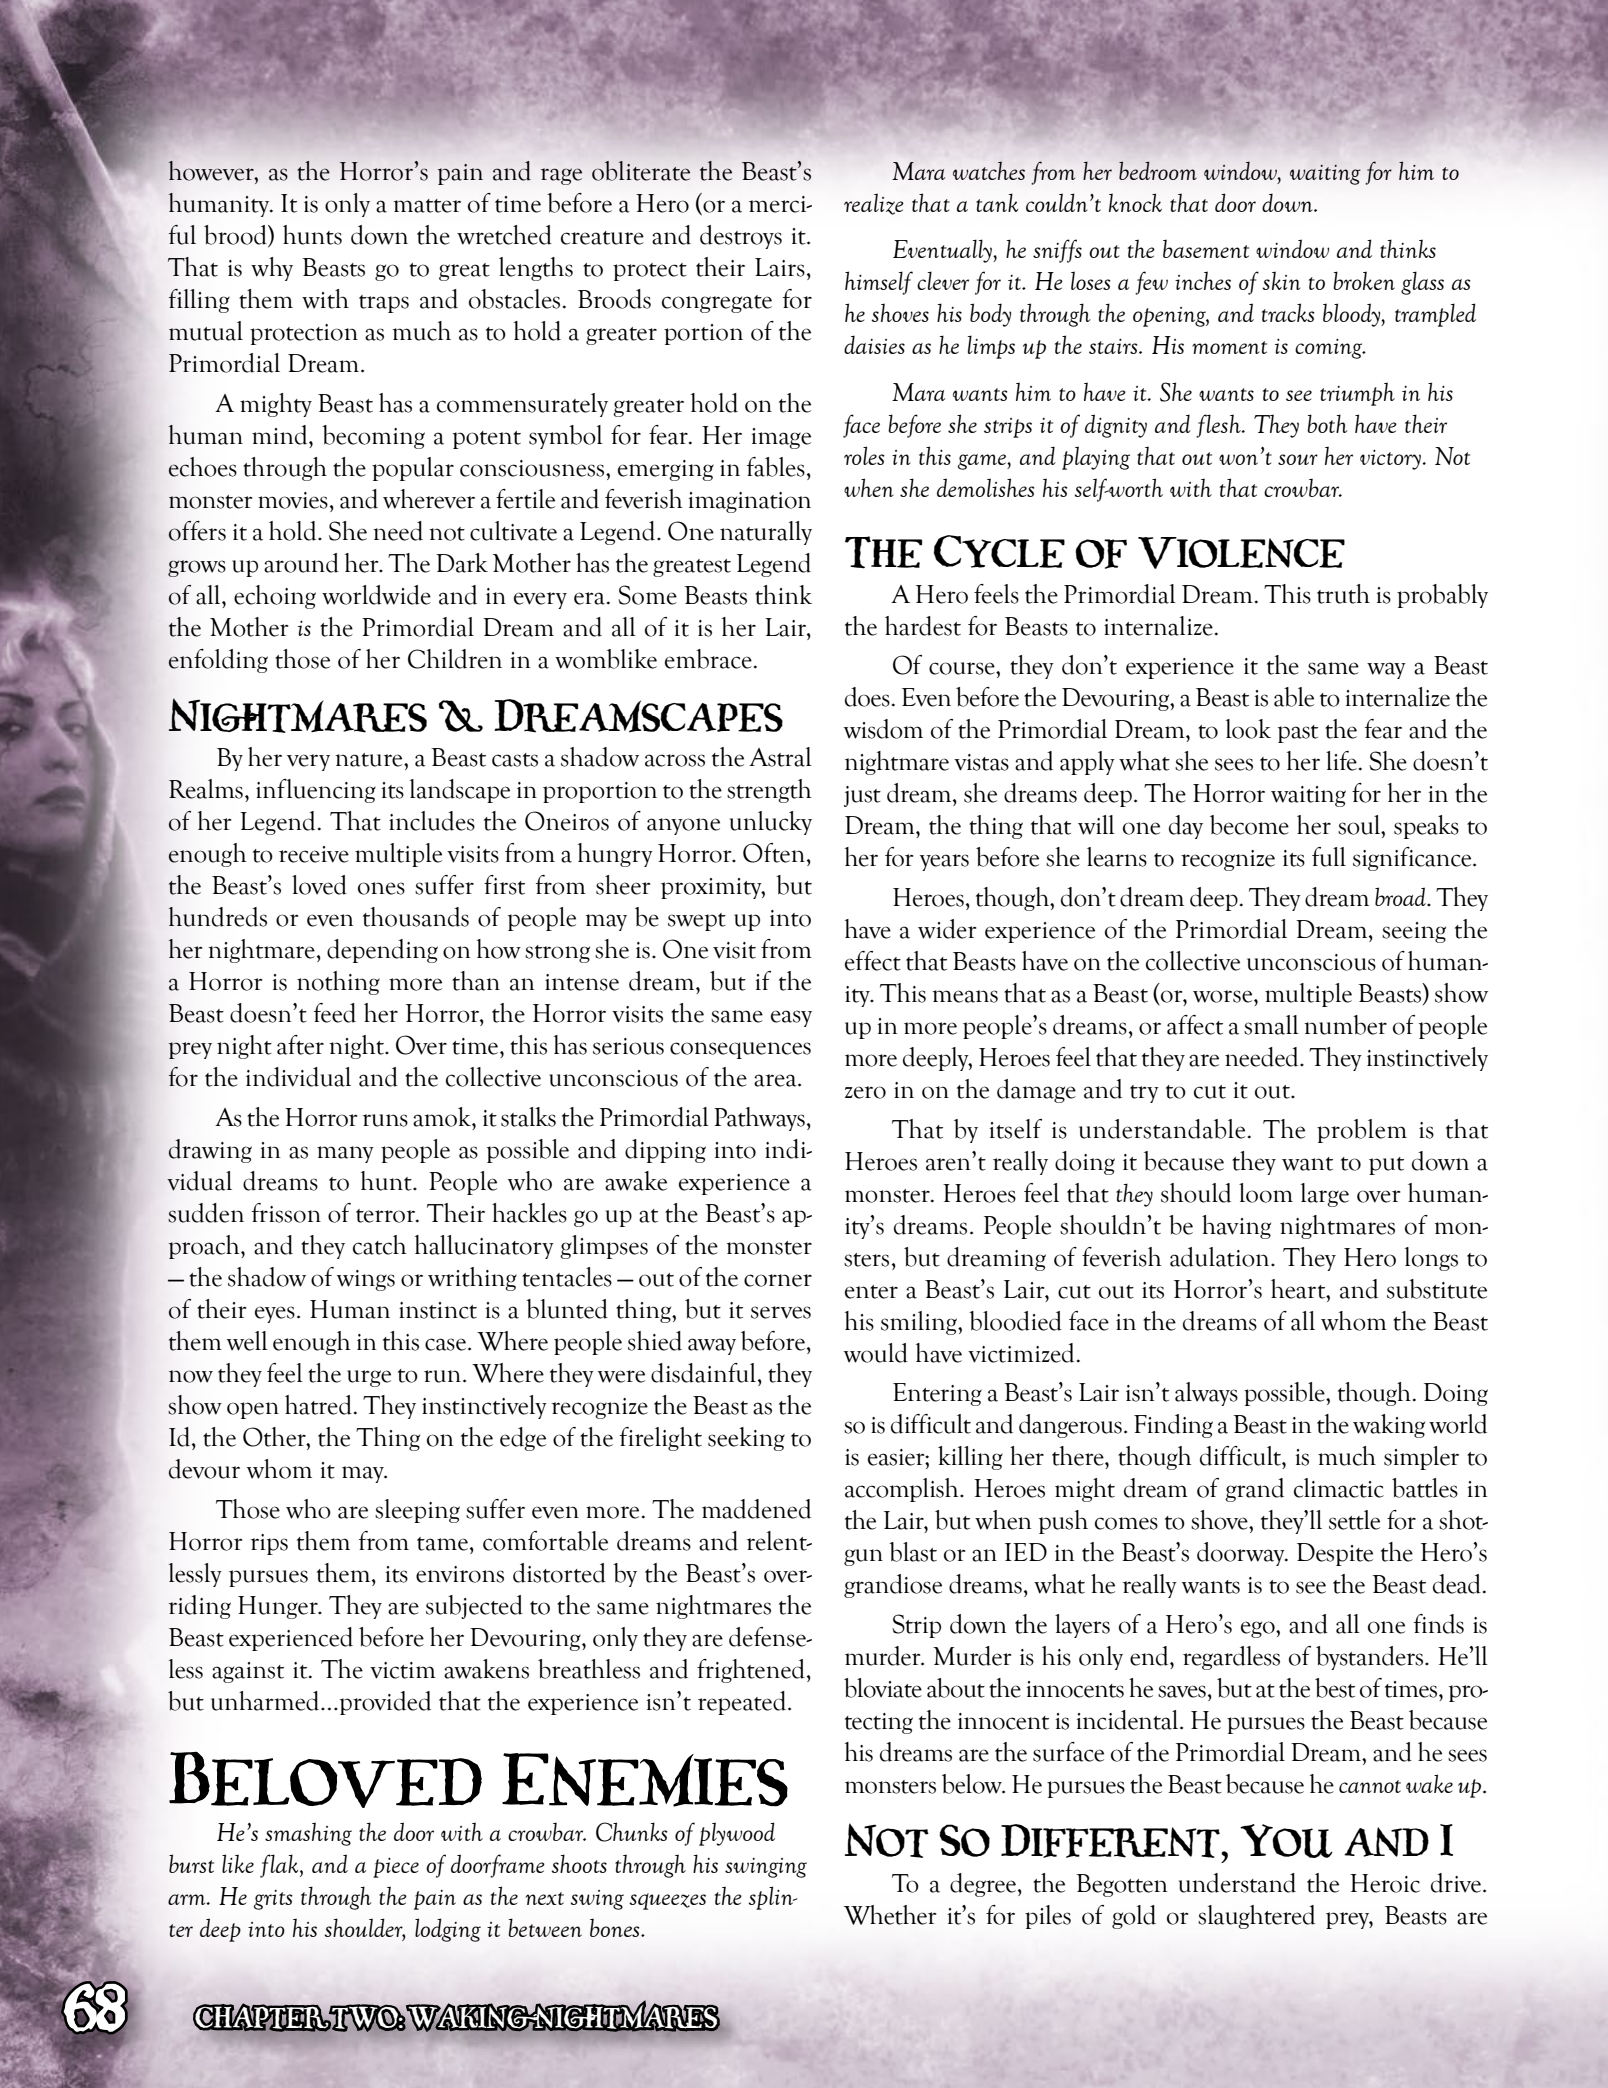 however, as the Horror's pain and rage obliterate the Beast's
humanity. It is only a matter of time before a Hero (or a merci-
ful brood) hunts down the wretched creature and destroys it.
That is why Beasts go to great lengths to protect their Lairs,
filling them with traps and obstacles. Broods congregate for
mutual protection as much as to hold a greater portion of the
Primordial Dream.
A mighty Beast has a commensurately greater hold on the
human mind, becoming a potent symbol for fear. Her image
echoes through the popular consciousness, emerging in fables,
monster movies, and wherever a fertile and feverish imagination
offers it a hold. She need not cultivate a Legend. One naturally
grows up around her. The Dark Mother has the greatest Legend
of all, echoing worldwide and in every era. Some Beasts think
the Mother is the Primordial Dream and all of it is her Lair,
enfolding those of her Children in a womblike embrace.
Nightmares & Dreamscapes
By her very nature, a Beast casts a shadow across the Astral
Realms, influencing its landscape in proportion to the strength
of her Legend. That includes the Oneiros of anyone unlucky
enough to receive multiple visits from a hungry Horror. Often,
the Beast's loved ones suffer first from sheer proximity, but
hundreds or even thousands of people may be swept up into
her nightmare, depending on how strong she is. One visit from
a Horror is nothing more than an intense dream, but if the
Beast doesn't feed her Horror, the Horror visits the same easy
prey night after night. Over time, this has serious consequences
for the individual and the collective unconscious of the area.
As the Horror runs amok, it stalks the Primordial Pathways,
drawing in as many people as possible and dipping into indi-
vidual dreams to hunt. People who are awake experience a
sudden frisson of terror. Their hackles go up at the Beast's ap-
proach, and they catch hallucinatory glimpses of the monster
— the shadow of wings or writhing tentacles — out of the corner
of their eyes. Human instinct is a blunted thing, but it serves
them well enough in this case. Where people shied away before,
now they feel the urge to run. Where they were disdainful, they
show open hatred. They instinctively recognize the Beast as the
Id, the Other, the Thing on the edge of the firelight seeking to
devour whom it may.
Those who are sleeping suffer even more. The maddened
Horror rips them from tame, comfortable dreams and relent-
lessly pursues them, its environs distorted by the Beast's over-
riding Hunger. They are subjected to the same nightmares the
Beast experienced before her Devouring, only they are defense-
less against it. The victim awakens breathless and frightened,
but unharmed...provided that the experience isn't repeated.
Beloved Enemies
He's smashing the door with a crowbar. Chunks of plywood
burst like flak, and a piece of doorframe shoots through his swinging
arm. He grits through the pain as the next swing squeezes the splin-
ter deep into his shoulder, lodging it between bones.
Mara watches from her bedroom window, waiting for him to
realize that a tank couldn't knock that door down.
Eventually, he sniffs out the basement window and thinks
himself clever for it. He loses a few inches of skin to broken glass as
he shoves his body through the opening, and tracks bloody, trampled
daisies as he limps up the stairs. His moment is coming.
Mara wants him to have it. She wants to see triumph in his
face before she strips it of dignity and flesh. They both have their
roles in this game, and playing that out won't sour her victory. Not
when she demolishes his self-worth with that crowbar.
The Cycle of Violence
A Hero feels the Primordial Dream. This truth is probably
the hardest for Beasts to internalize.
Of course, they don't experience it the same way a Beast
does. Even before the Devouring, a Beast is able to internalize the
wisdom of the Primordial Dream, to look past the fear and the
nightmare vistas and apply what she sees to her life. She doesn't
just dream, she dreams deep. The Horror waiting for her in the
Dream, the thing that will one day become her soul, speaks to
her for years before she learns to recognize its full significance.
Heroes, though, don't dream deep. They dream broad. They
have a wider experience of the Primordial Dream, seeing the
effect that Beasts have on the collective unconscious of human-
ity. This means that as a Beast (or, worse, multiple Beasts) show
up in more people's dreams, or affect a small number of people
more deeply, Heroes feel that they are needed. They instinctively
zero in on the damage and try to cut it out.
That by itself is understandable. The problem is that
Heroes aren't really doing it because they want to put down a
monster. Heroes feel that they should loom large over human-
ity's dreams. People shouldn't be having nightmares of mon-
sters, but dreaming of feverish adulation. They Hero longs to
enter a Beast's Lair, cut out its Horror's heart, and substitute
his smiling, bloodied face in the dreams of all whom the Beast
would have victimized.
Entering a Beast's Lair isn't always possible, though. Doing
so is difficult and dangerous. Finding a Beast in the waking world
is easier; killing her there, though difficult, is much simpler to
accomplish. Heroes might dream of grand climactic battles in
the Lair, but when push comes to shove, they'll settle for a shot-
gun blast or an IED in the Beast's doorway. Despite the Hero's
grandiose dreams, what he really wants is to see the Beast dead.
Strip down the layers of a Hero's ego, and all one finds is
murder. Murder is his only end, regardless of bystanders. He'll
bloviate about the innocents he saves, but at the best of times, pro-
tecting the innocent is incidental. He pursues the Beast because
his dreams are the surface of the Primordial Dream, and he sees
monsters below. He pursues the Beast because he cannot wake up.
Not So Different, You and I
To a degree, the Begotten understand the Heroic drive.
Whether it's for piles of gold or slaughtered prey, Beasts are
68
CHAPTER TWO: WAKING NIGHTMARES